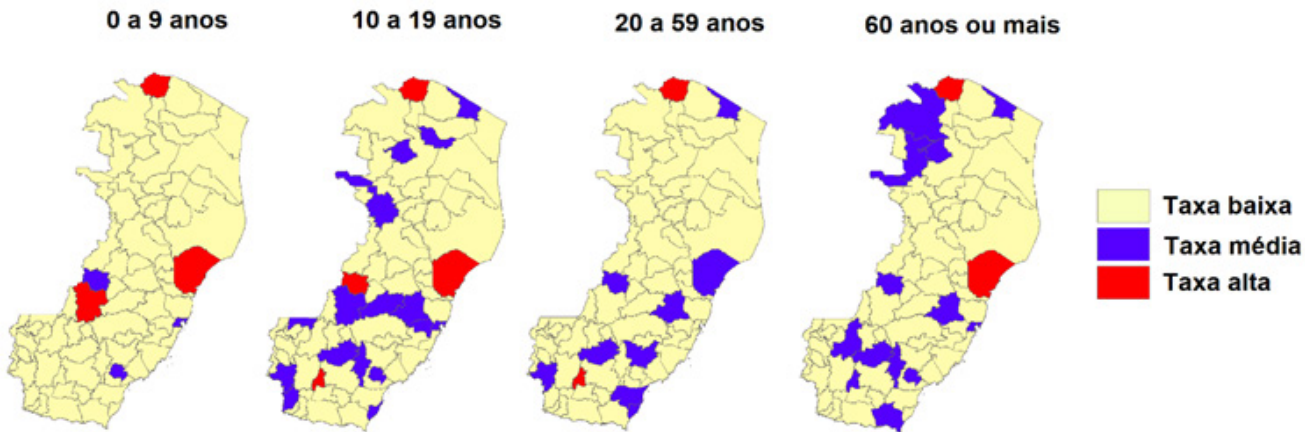 0 a 9 anos
10 a 19 anos
20 a 59 anos
60 anos ou mais
Taxa baixa
Taxa média
Taxa alta